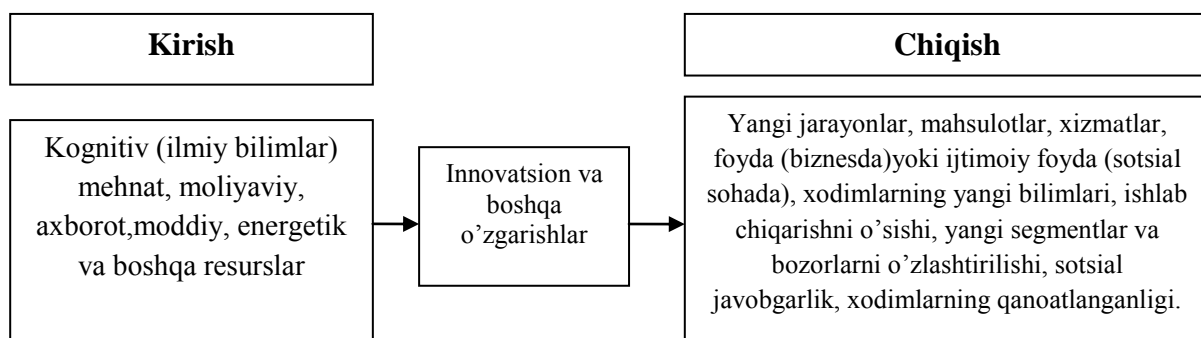 Kirish
Chiqish
Kognitiv (ilmiy bilimlar)
mehnat, moliyaviy,
axborot,moddiy, energetik
va boshqa resurslar
Innovatsion va
boshqa
o’zgarishlar
Yangi jarayonlar, mahsulotlar, xizmatlar,
foyda (biznesda)yoki ijtimoiy foyda (sotsial
sohada), xodimlarning yangi bilimlari, ishlab
chiqarishni o’sishi, yangi segmentlar va
bozorlarni o’zlashtirilishi, sotsial
javobgarlik, xodimlarning qanoatlanganligi.